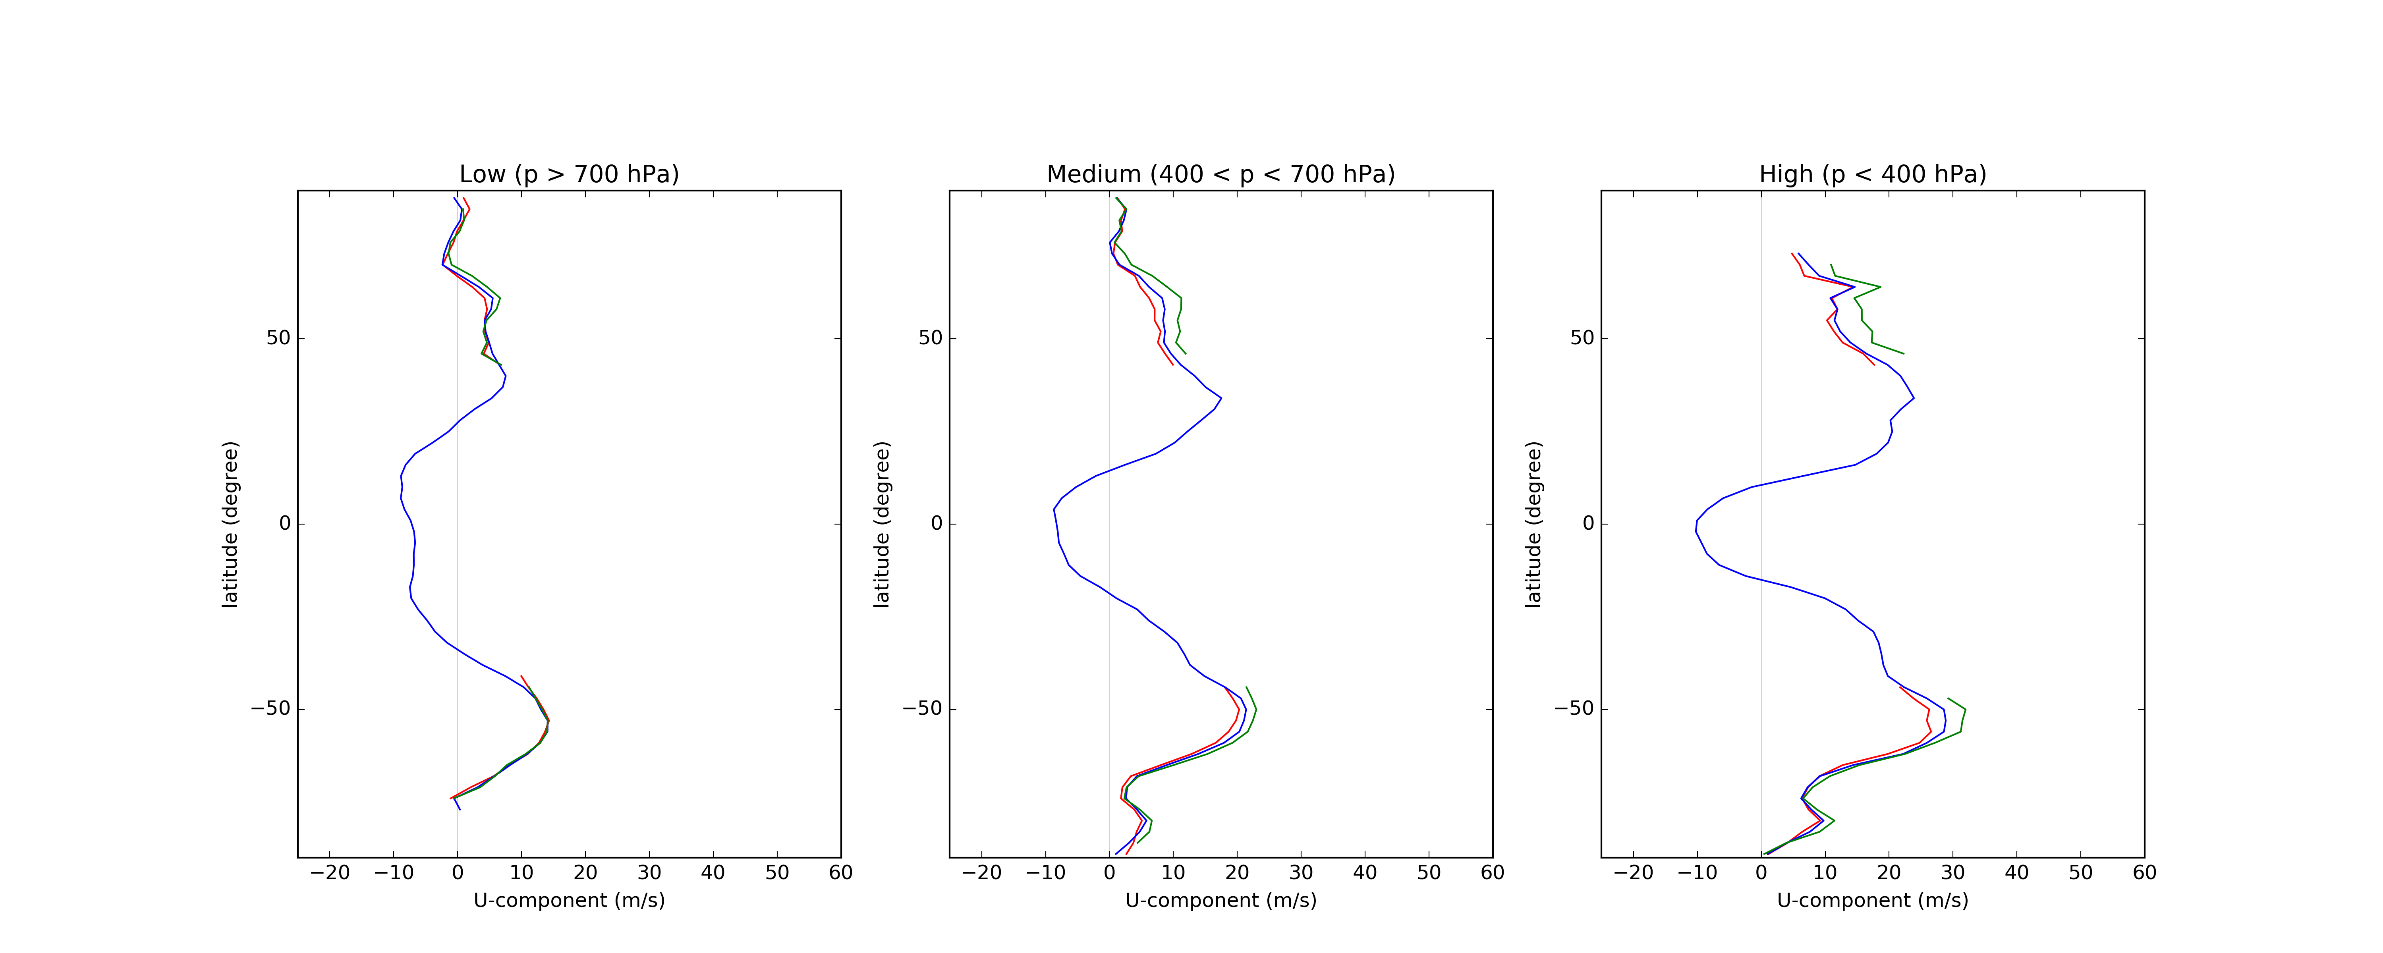 Low (p > 700 hPa)
50
0
−50
latitude (degree)
−20 −10 0 10 20 30 40 50 60
U-component (m/s)
Medium (400 < p < 700 hPa)
50
0
−50
latitude (degree)
−20 −10 0 10 20 30 40 50 60
U-component (m/s)
High (p < 400 hPa)
50
0
−50
latitude (degree)
−20 −10 0 10 20 30 40 50 60
U-component (m/s)